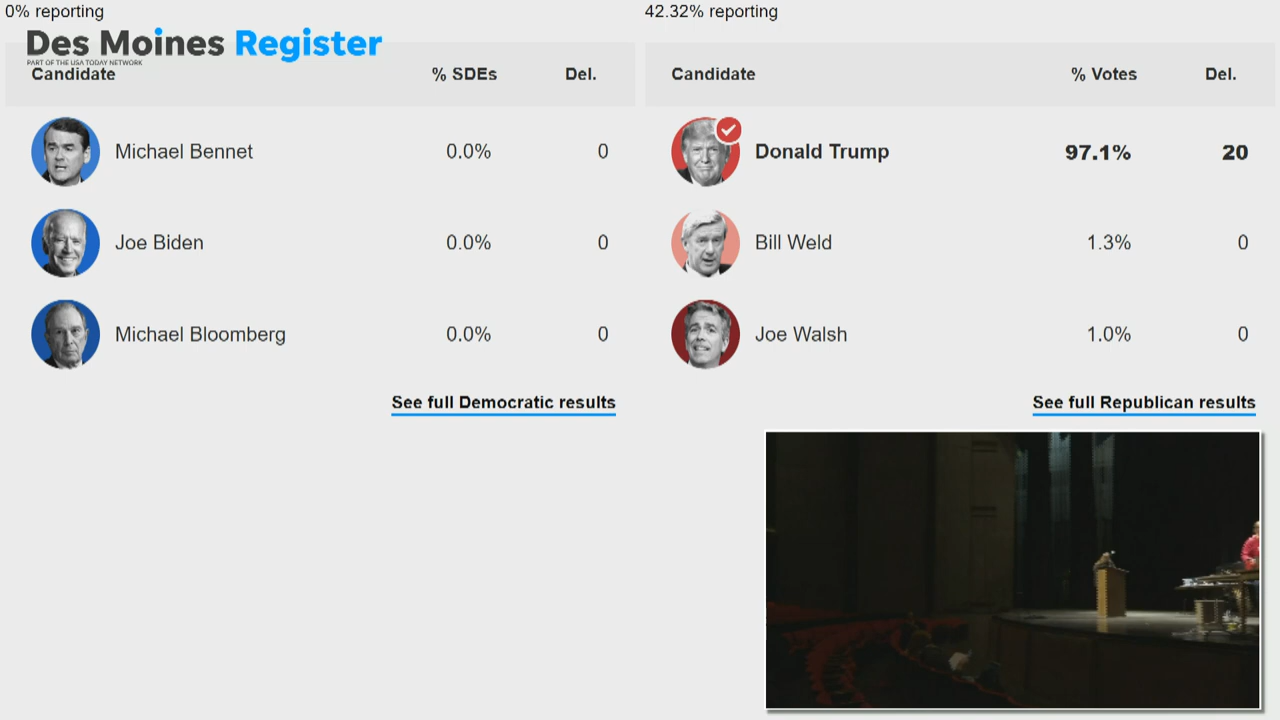 0% reporting
Des Moines Register
PART OF THE USA TODAY NETWORK
Candidate % SDEs Del.
Michael Bennet 0.0% 0
Joe Biden 0.0% 0
Michael Bloomberg 0.0% 0
See full Democratic results
42.32% reporting
Candidate % Votes Del.
Donald Trump 97.1% 20
Bill Weld 1.3% 0
Joe Walsh 1.0% 0
See full Republican results